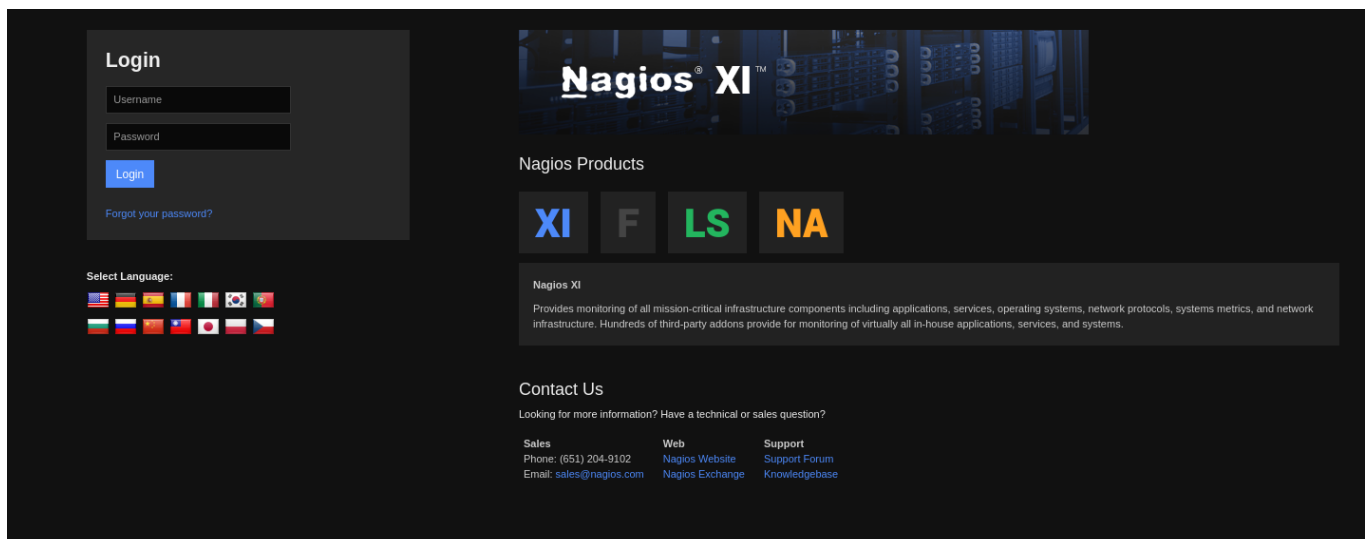 Login
Username
Password
Login
Forgot your password?
Select Language:
Nagios® XI™
Nagios Products
XI F LS NA
Nagios XI
Provides monitoring of all mission-critical infrastructure components including applications, services, operating systems, network protocols, systems metrics, and network
infrastructure. Hundreds of third-party addons provide for monitoring of virtually all in-house applications, services, and systems.
Contact Us
Looking for more information? Have a technical or sales question?
Sales Web Support
Phone: (651) 204-9102 Nagios Website Support Forum
Email: sales@nagios.com Nagios Exchange Knowledgebase